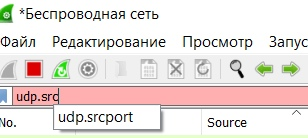 *Беспроводная сеть
Файл Редактирование Просмотр Запус
udp.src
udp.srcport
No. Source